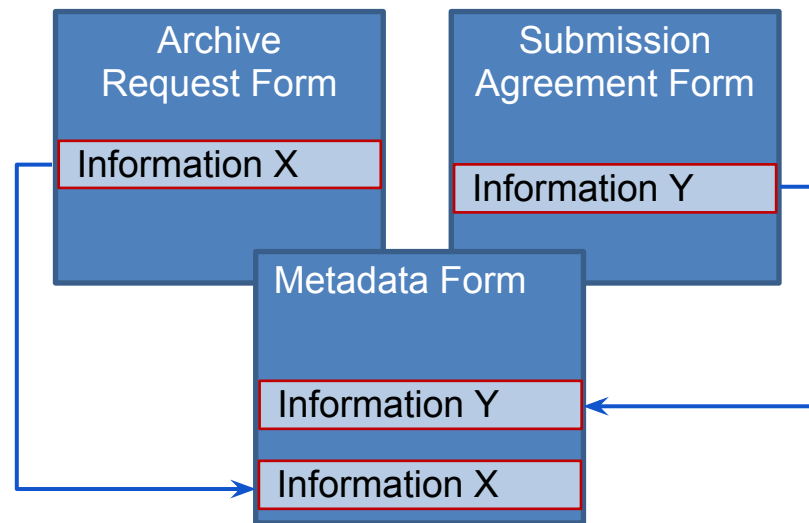 Archive
Request Form
Information X
Submission
Agreement Form
Information Y
Metadata Form
Information Y
Information X